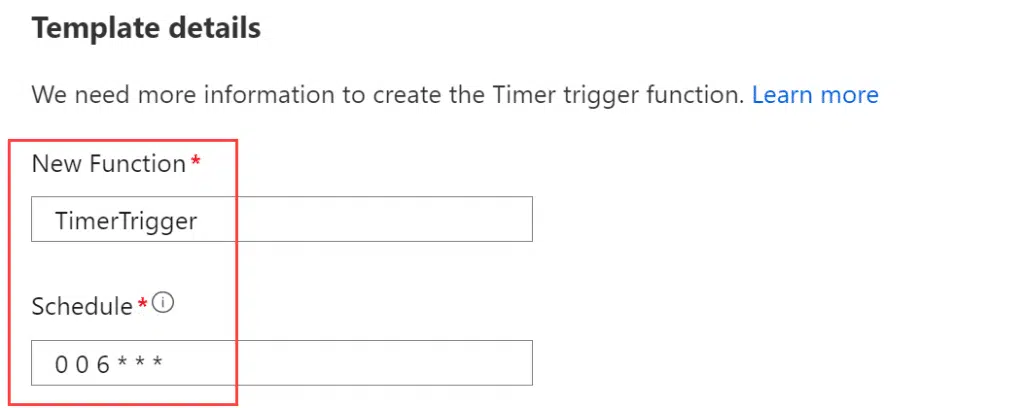 Template details
We need more information to create the Timer trigger function. Learn more
New Function *
TimerTrigger
Schedule *
0 0 6 * * *